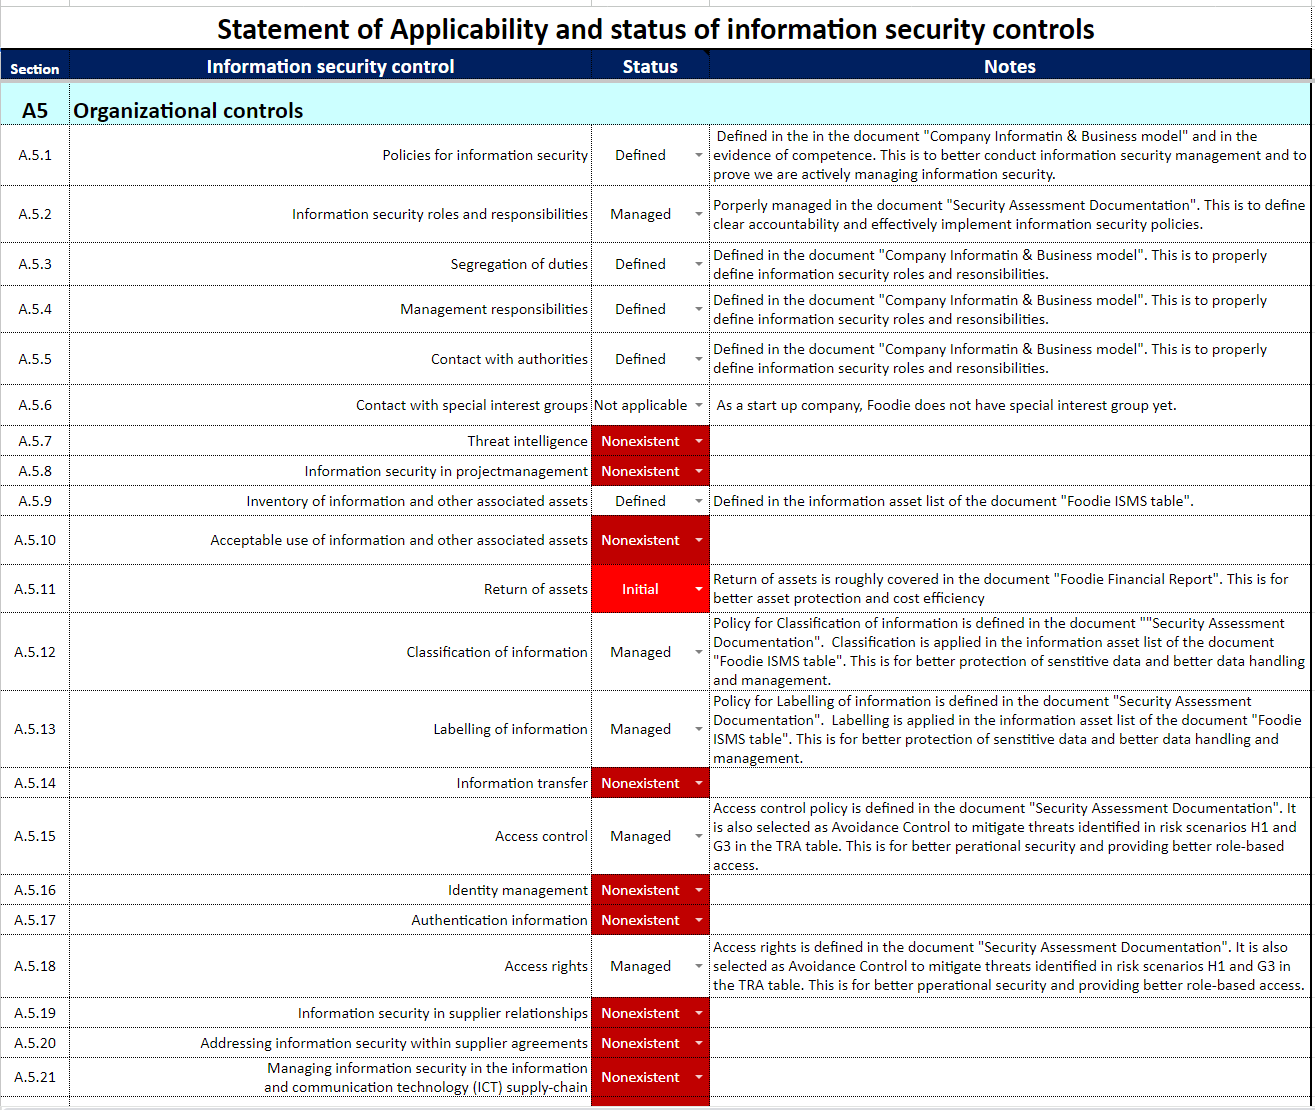 Statement of Applicability and status of information security controls
Section Information security control Status Notes
A5 Organizational controls
A.5.1 Policies for information security Defined Defined in the in the document "Company Informatin & Business model" and in the
evidence of competence. This is to better conduct information security management and to
prove we are actively managing information security.
A.5.2 Information security roles and responsibilities Managed Porperly managed in the document "Security Assessment Documentation". This is to define
clear accountability and effectively implement information security policies.
A.5.3 Segregation of duties Defined Defined in the document "Company Informatin & Business model". This is to properly
define information security roles and resonsibilities.
A.5.4 Management responsibilities Defined Defined in the document "Company Informatin & Business model". This is to properly
define information security roles and resonsibilities.
A.5.5 Contact with authorities Defined Defined in the document "Company Informatin & Business model". This is to properly
define information security roles and resonsibilities.
A.5.6 Contact with special interest groups Not applicable As a start up company, Foodie does not have special interest group yet.
A.5.7 Threat intelligence Nonexistent
A.5.8 Information security in projectmanagement Nonexistent
A.5.9 Inventory of information and other associated assets Defined Defined in the information asset list of the document "Foodie ISMS table".
A.5.10 Acceptable use of information and other associated assets Nonexistent
A.5.11 Return of assets Initial Return of assets is roughly covered in the document "Foodie Financial Report". This is for
better asset protection and cost efficiency
A.5.12 Classification of information Managed Policy for Classification of information is defined in the document ""Security Assessment
Documentation".  Classification is applied in the information asset list of the document
"Foodie ISMS table". This is for better protection of senstitive data and better data handling
and management.
A.5.13 Labelling of information Managed Policy for Labelling of information is defined in the document "Security Assessment
Documentation".  Labelling is applied in the information asset list of the document "Foodie
ISMS table". This is for better protection of senstitive data and better data handling and
management.
A.5.14 Information transfer Nonexistent
A.5.15 Access control Managed Access control policy is defined in the document "Security Assessment Documentation". It
is also selected as Avoidance Control to mitigate threats identified in risk scenarios H1 and
G3 in the TRA table. This is for better perational security and providing better role-based
access.
A.5.16 Identity management Nonexistent
A.5.17 Authentication information Nonexistent
A.5.18 Access rights Managed Access rights is defined in the document "Security Assessment Documentation". It is also
selected as Avoidance Control to mitigate threats identified in risk scenarios H1 and G3 in
the TRA table. This is for better pperational security and providing better role-based access.
A.5.19 Information security in supplier relationships Nonexistent
A.5.20 Addressing information security within supplier agreements Nonexistent
A.5.21 Managing information security in the information
and communication technology (ICT) supply-chain Nonexistent